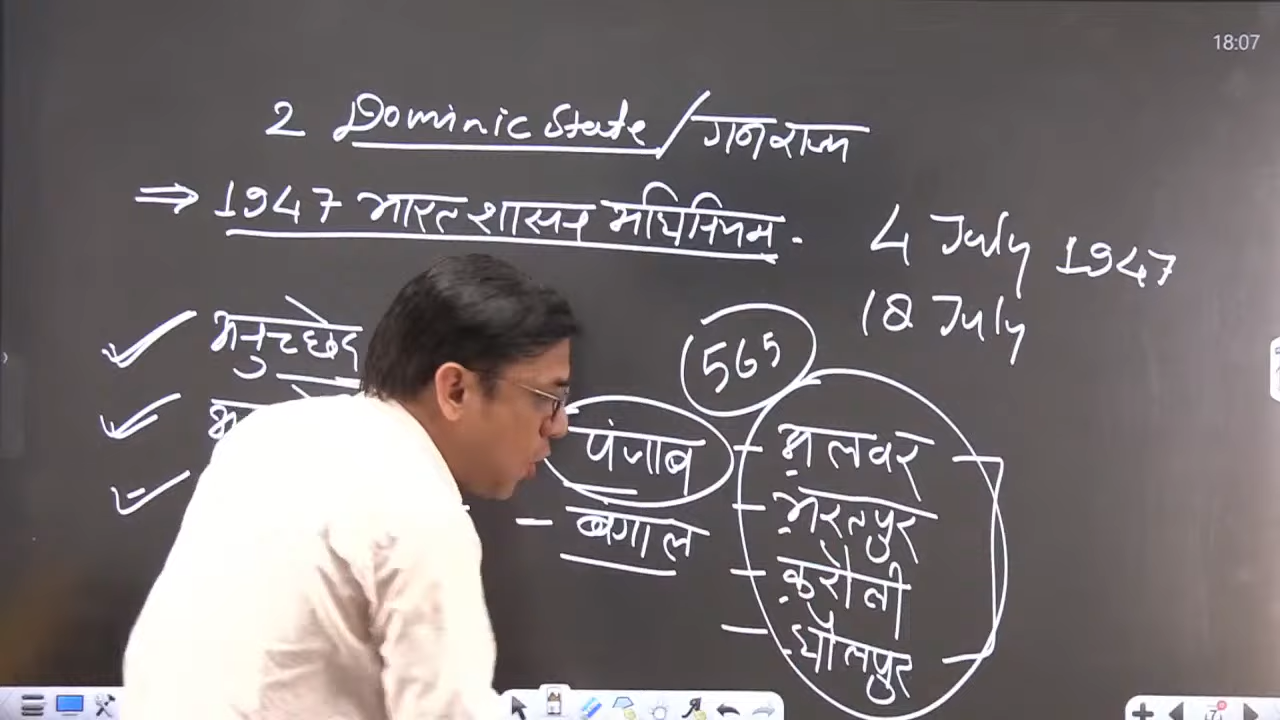 18:07
2 Dominic State/गनराज्य
⇒ 1947 भारत शासन अधिनियम.
4 July 1947
18 July
✓ अनुच्छेद
565
✓
पंजाब
- अलवर
✓
- बंगाल
- भरतपुर
- करौली
- धौलपुर